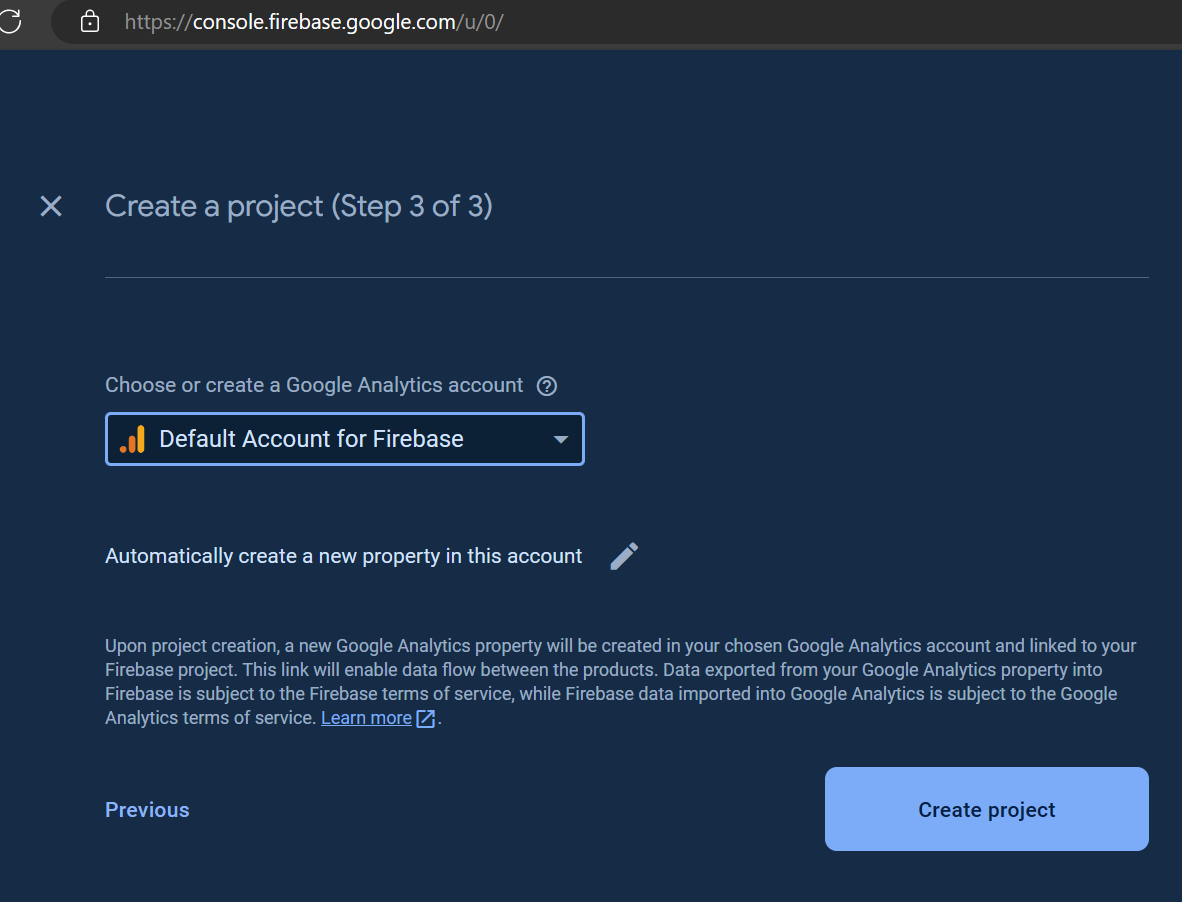 https://console.firebase.google.com/u/0/
Create a project (Step 3 of 3)
Choose or create a Google Analytics account
Default Account for Firebase
Automatically create a new property in this account
Upon project creation, a new Google Analytics property will be created in your chosen Google Analytics account and linked to your
Firebase project. This link will enable data flow between the products. Data exported from your Google Analytics property into
Firebase is subject to the Firebase terms of service, while Firebase data imported into Google Analytics is subject to the Google
Analytics terms of service. Learn more.
Previous
Create project